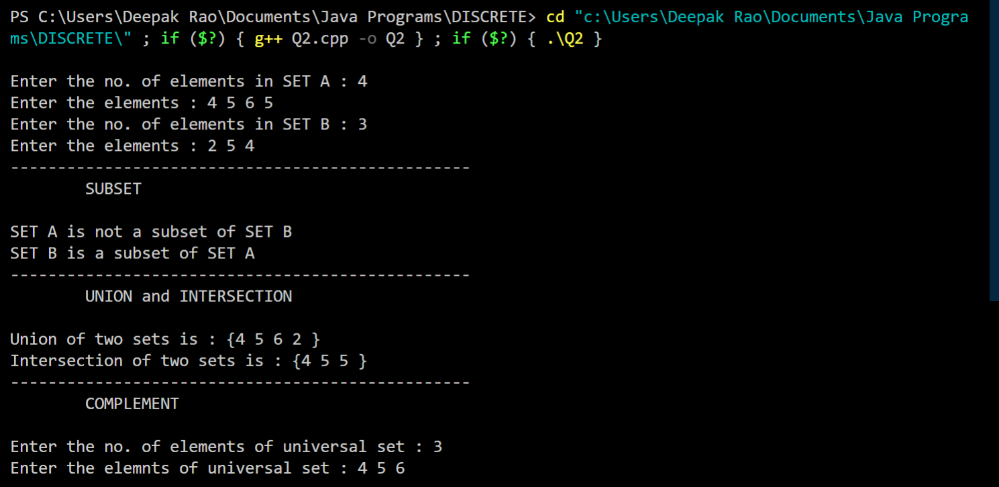 PS C:\Users\Deepak Rao\Documents\Java Programs\DISCRETE> cd "c:\Users\Deepak Rao\Documents\Java Progra
ms\DISCRETE\" ; if ($?) { g++ Q2.cpp -o Q2 } ; if ($?) { .\Q2 }
Enter the no. of elements in SET A : 4
Enter the elements : 4 5 6 5
Enter the no. of elements in SET B : 3
Enter the elements : 2 5 4
-------------------------------------------------
SUBSET
SET A is not a subset of SET B
SET B is a subset of SET A
-------------------------------------------------
UNION and INTERSECTION
Union of two sets is : {4 5 6 2 }
Intersection of two sets is : {4 5 5 }
-------------------------------------------------
COMPLEMENT
Enter the no. of elements of universal set : 3
Enter the elemnts of universal set : 4 5 6